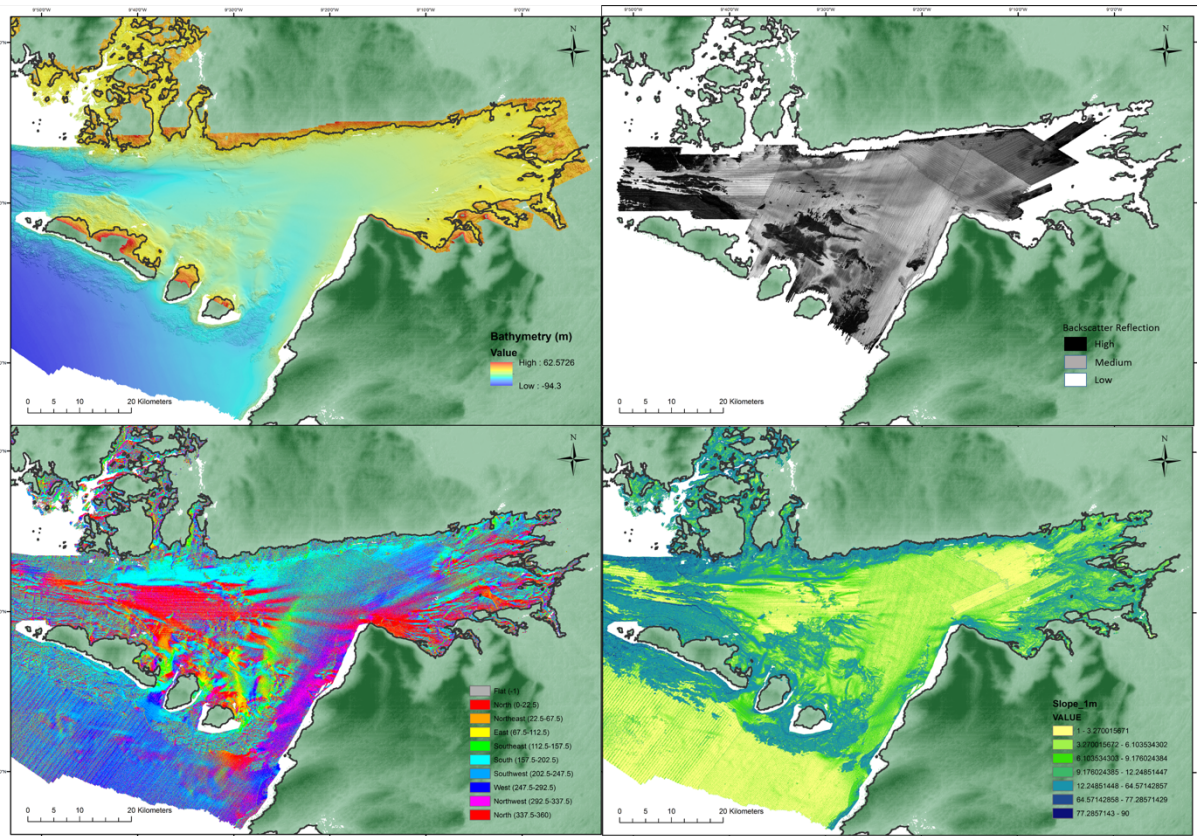 N
Bathymetry (m)
Value
High : 62.5726
Low : -94.3
0 5 10 20 Kilometers
N
Backscatter Reflection
High
Medium
Low
0 5 10 20 Kilometers
N
Flat (-1)
North (0-22.5)
Northeast (22.5-67.5)
East (67.5-112.5)
Southeast (112.5-157.5)
South (157.5-202.5)
Southwest (202.5-247.5)
West (247.5-292.5)
Northwest (292.5-337.5)
North (337.5-360)
0 5 10 20 Kilometers
N
Slope_1m
VALUE
1 - 3.270015671
3.270015672 - 6.103534302
6.103534303 - 9.176024384
9.176024385 - 12.24851447
12.24851448 - 64.57142857
64.57142858 - 77.28571429
77.2857143 - 90
0 5 10 20 Kilometers